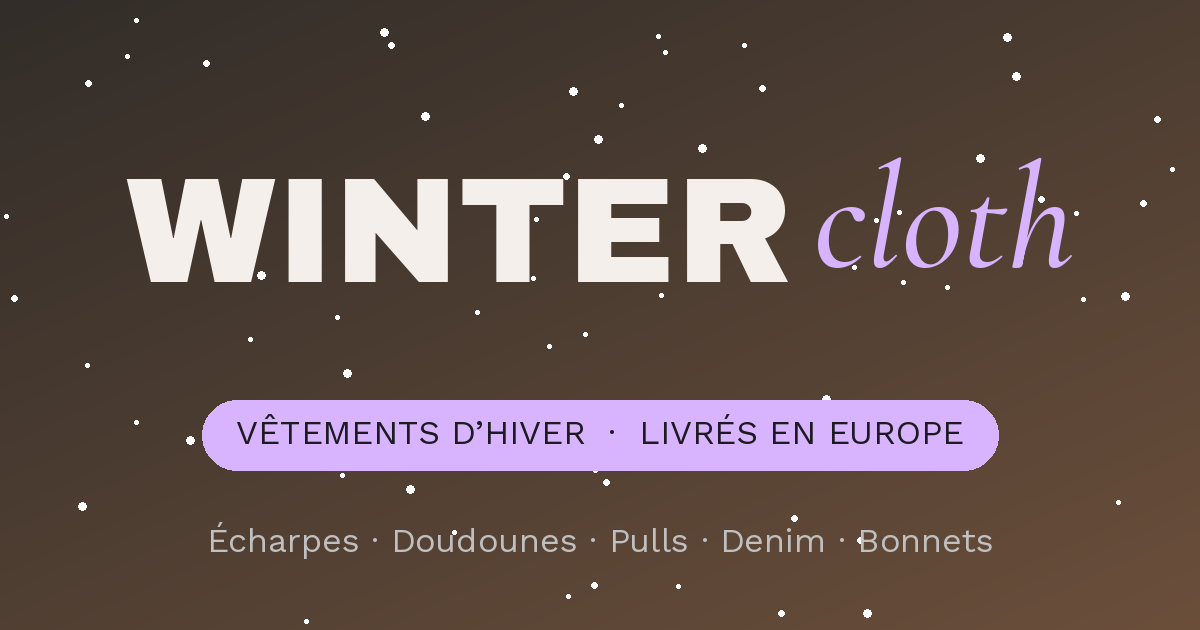 WINTER cloth
VÊTEMENTS D’HIVER · LIVRÉS EN EUROPE
Écharpes · Doudounes · Pulls · Denim · Bonnets